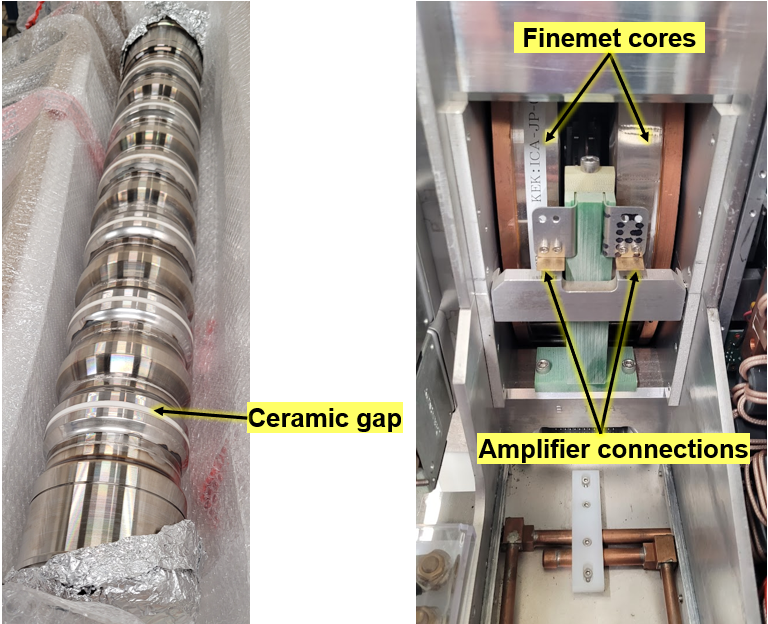 Finemet cores
KEK:ICA-JP-
Ceramic gap
Amplifier connections